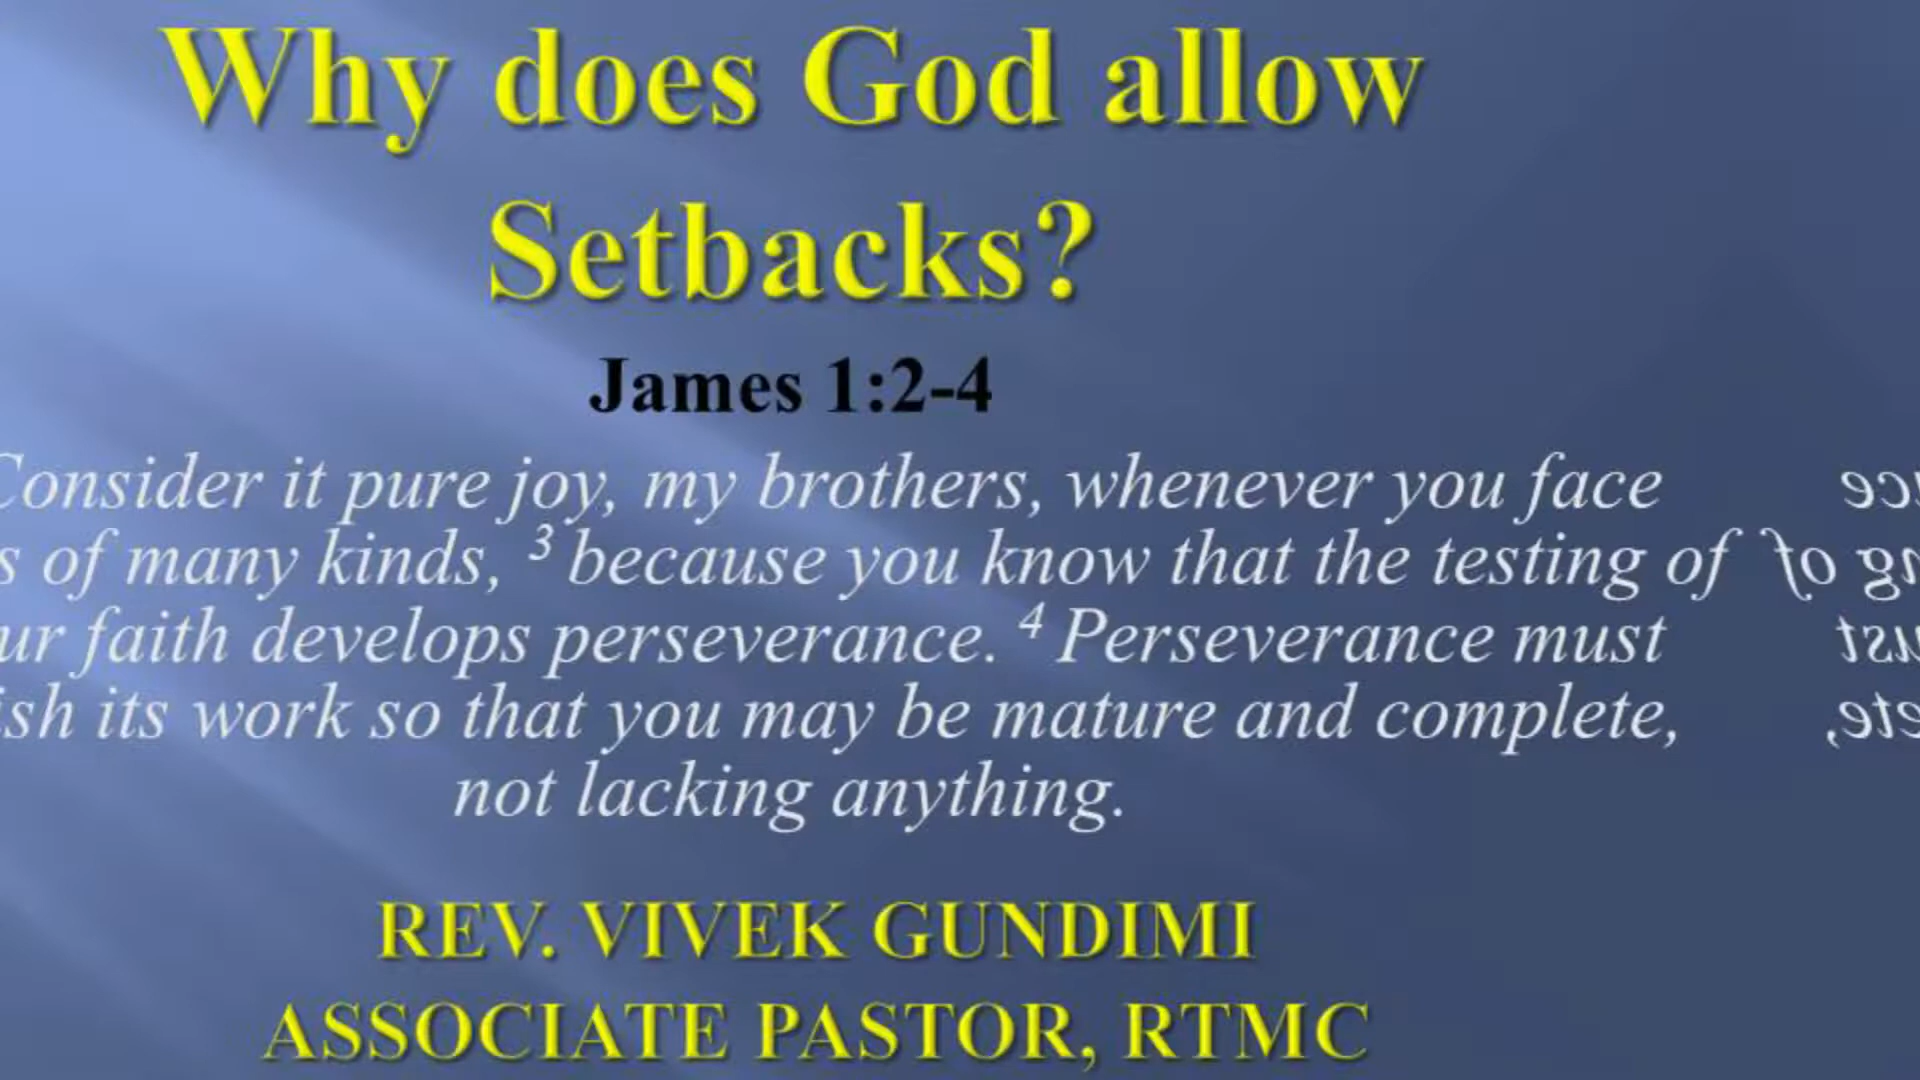 Why does God allow
Setbacks?
James 1:2-4
Consider it pure joy, my brothers, whenever you face
of many kinds, ³ because you know that the testing of
faith develops perseverance. ⁴ Perseverance must
its work so that you may be mature and complete,
not lacking anything.
REV. VIVEK GUNDIMI
ASSOCIATE PASTOR, RTMC